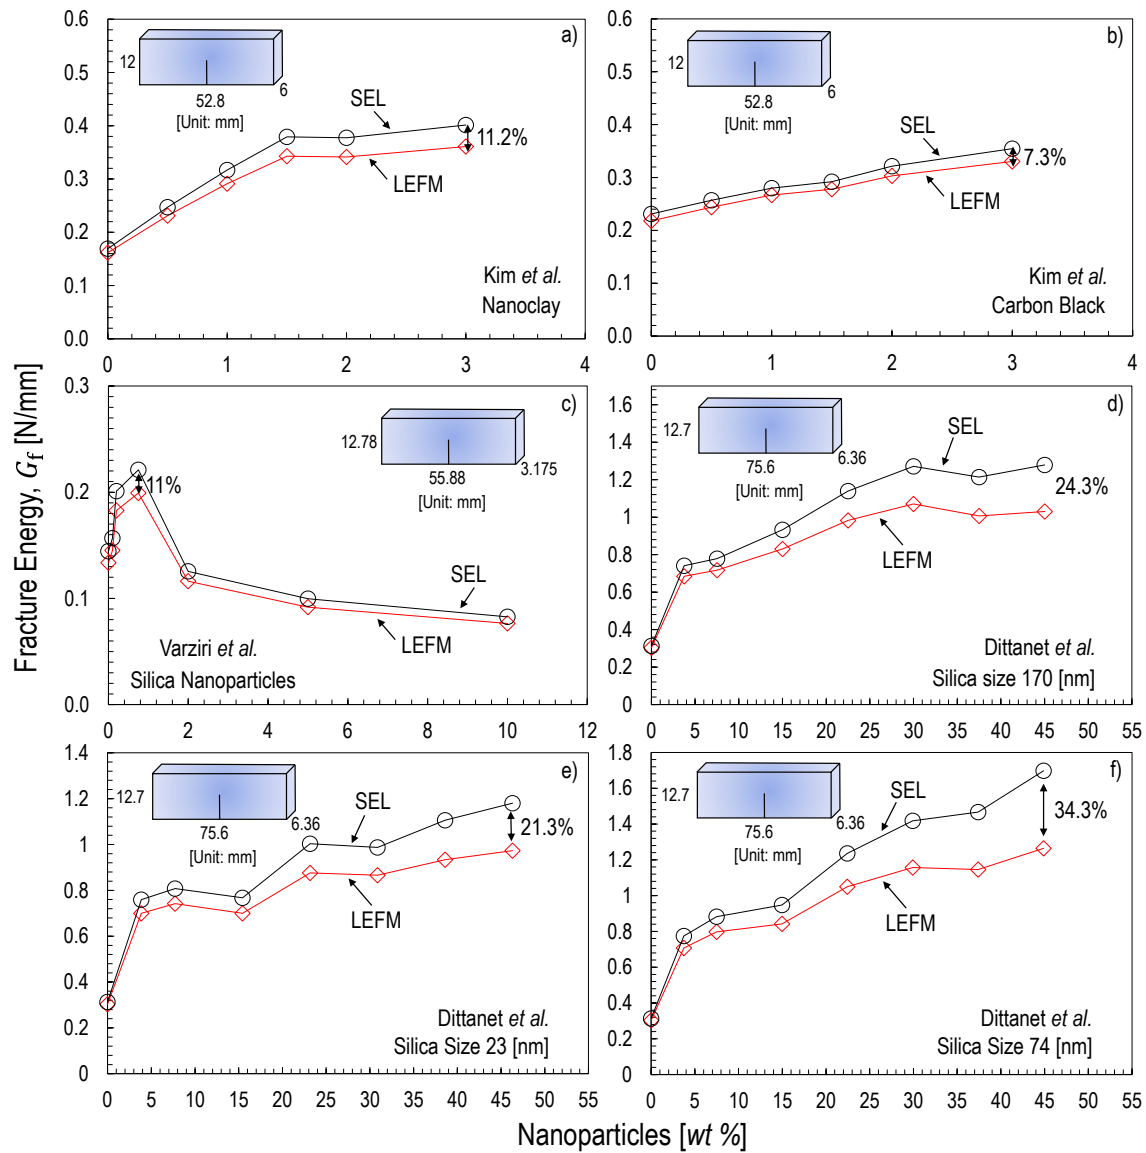 Fracture Energy, G_f [N/mm]
a)
0.6
0.5
0.4
0.3
0.2
0.1
0.0
12
52.8
6
[Unit: mm]
SEL
11.2%
LEFM
Kim et al.
Nanoclay
0 1 2 3 4
b)
0.6
0.5
0.4
0.3
0.2
0.1
0.0
12
52.8
6
[Unit: mm]
SEL
7.3%
LEFM
Kim et al.
Carbon Black
0 1 2 3 4
c)
0.3
0.2
0.1
0.0
12.78
55.88
3.175
[Unit: mm]
11%
SEL
LEFM
Varziri et al.
Silica Nanoparticles
0 2 4 6 8 10 12
d)
1.6
1.4
1.2
1
0.8
0.6
0.4
0.2
0
12.7
75.6
6.36
[Unit: mm]
SEL
24.3%
LEFM
Dittanet et al.
Silica size 170 [nm]
0 5 10 15 20 25 30 35 40 45 50 55
e)
1.4
1.2
1
0.8
0.6
0.4
0.2
0
12.7
75.6
6.36
[Unit: mm]
SEL
21.3%
LEFM
Dittanet et al.
Silica Size 23 [nm]
0 5 10 15 20 25 30 35 40 45 50 55
f)
1.8
1.6
1.4
1.2
1
0.8
0.6
0.4
0.2
0
12.7
75.6
6.36
[Unit: mm]
SEL
34.3%
LEFM
Dittanet et al.
Silica Size 74 [nm]
0 5 10 15 20 25 30 35 40 45 50 55
Nanoparticles [wt %]